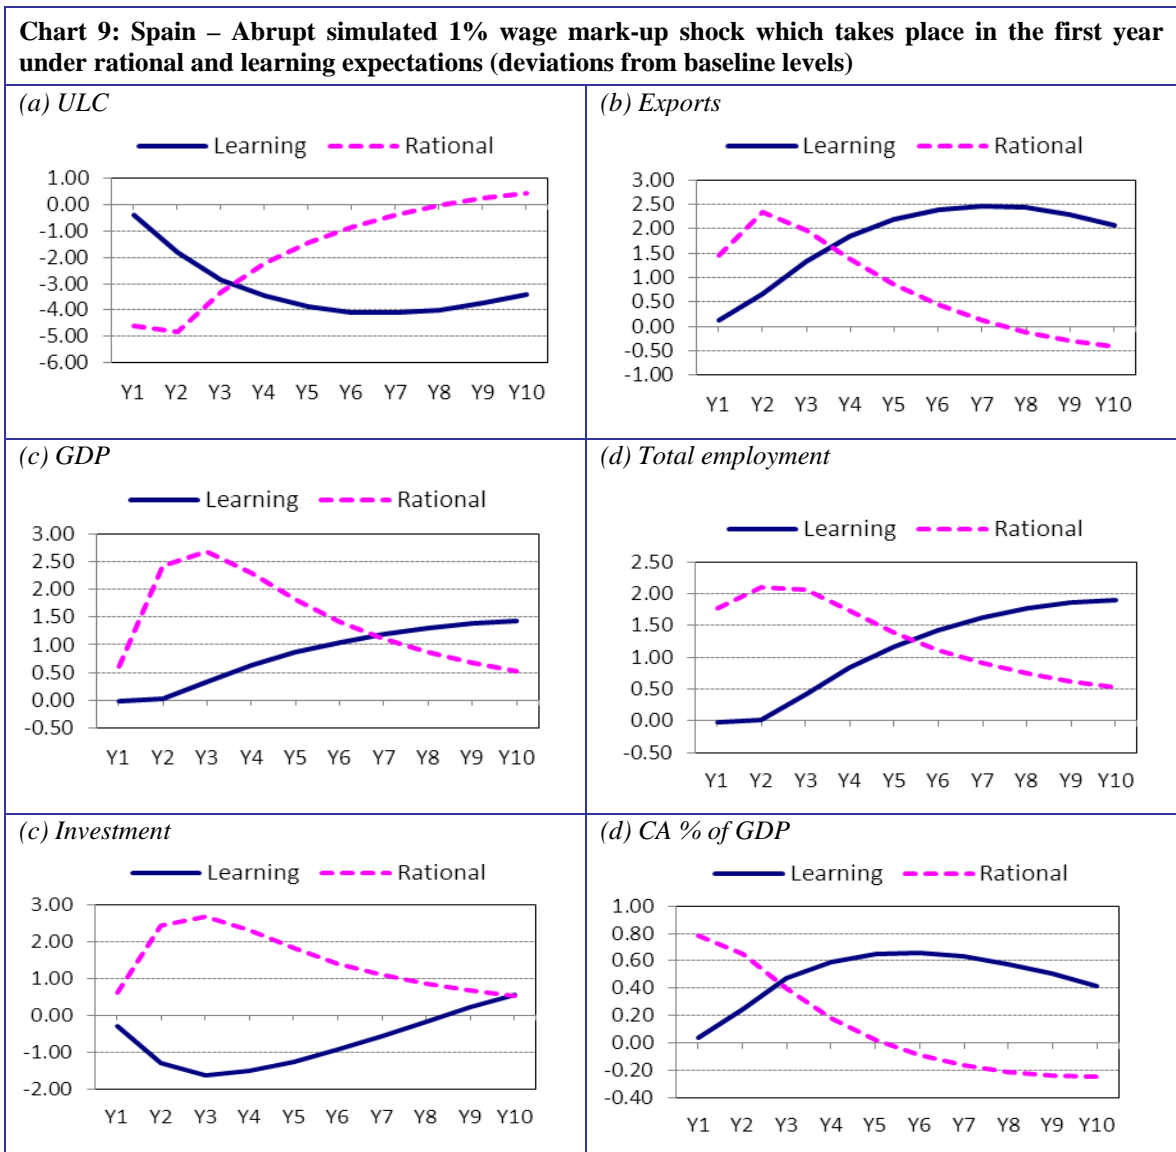 Chart 9: Spain – Abrupt simulated 1% wage mark-up shock which takes place in the first year
under rational and learning expectations (deviations from baseline levels)
(a) ULC
Learning Rational
1.00
0.00
-1.00
-2.00
-3.00
-4.00
-5.00
-6.00
Y1 Y2 Y3 Y4 Y5 Y6 Y7 Y8 Y9 Y10
(b) Exports
Learning Rational
3.00
2.50
2.00
1.50
1.00
0.50
0.00
-0.50
-1.00
Y1 Y2 Y3 Y4 Y5 Y6 Y7 Y8 Y9 Y10
(c) GDP
Learning Rational
3.00
2.50
2.00
1.50
1.00
0.50
0.00
-0.50
Y1 Y2 Y3 Y4 Y5 Y6 Y7 Y8 Y9 Y10
(d) Total employment
Learning Rational
2.50
2.00
1.50
1.00
0.50
0.00
-0.50
Y1 Y2 Y3 Y4 Y5 Y6 Y7 Y8 Y9 Y10
(c) Investment
Learning Rational
3.00
2.00
1.00
0.00
-1.00
-2.00
Y1 Y2 Y3 Y4 Y5 Y6 Y7 Y8 Y9 Y10
(d) CA % of GDP
Learning Rational
1.00
0.80
0.60
0.40
0.20
0.00
-0.20
-0.40
Y1 Y2 Y3 Y4 Y5 Y6 Y7 Y8 Y9 Y10